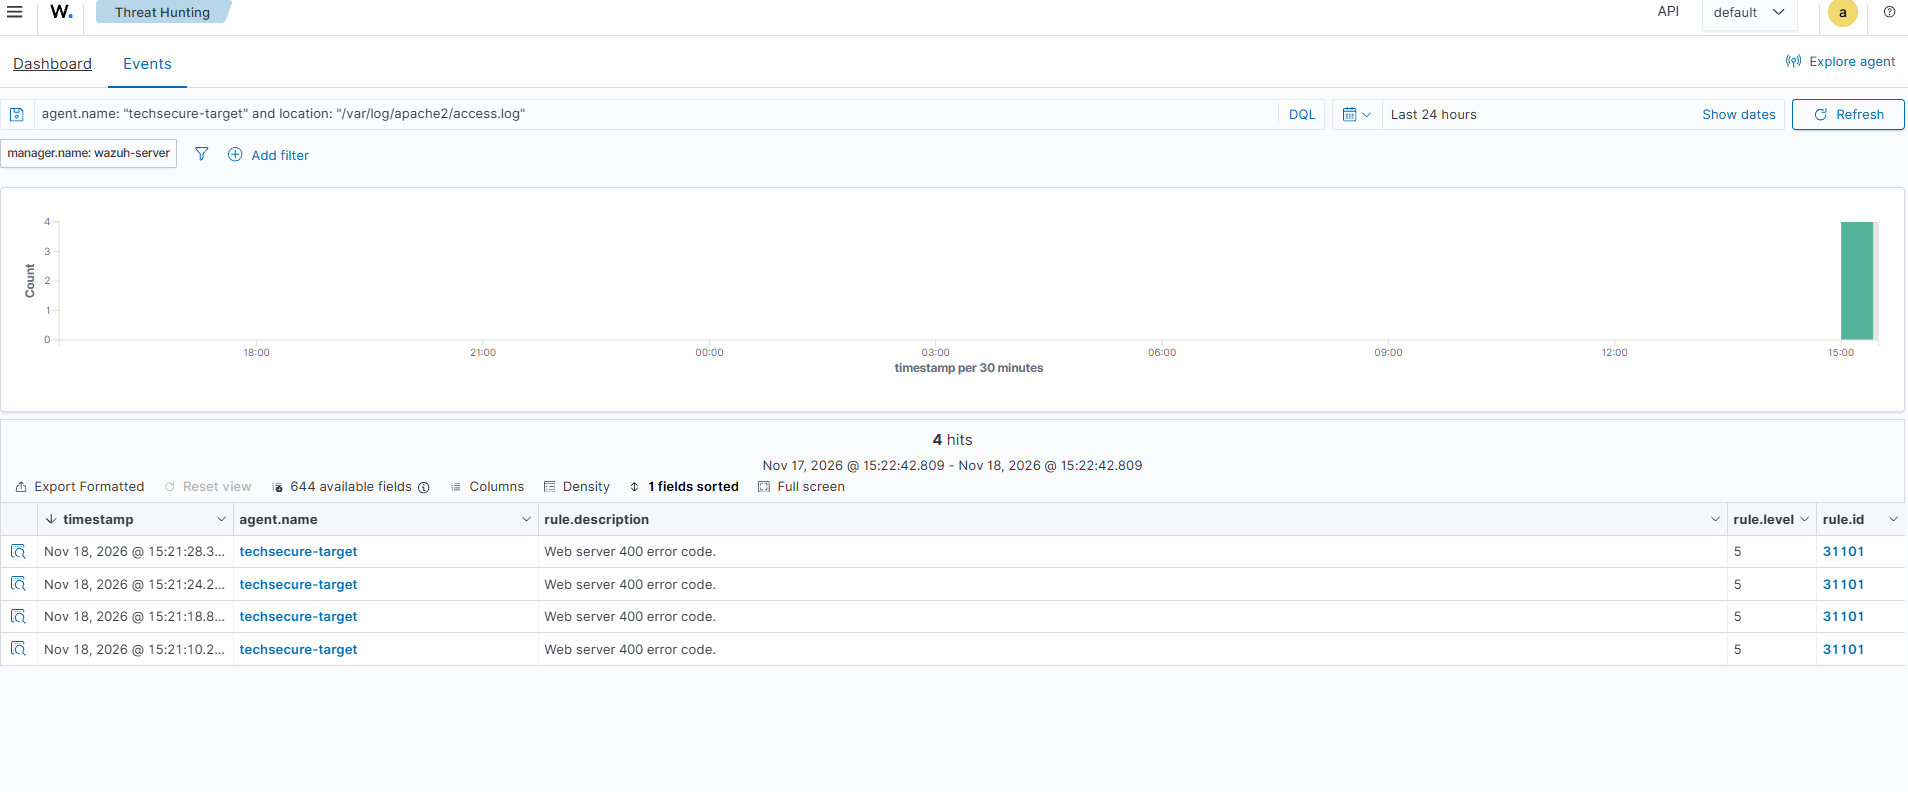 W. Threat Hunting API default a
Dashboard Events Explore agent
agent.name: "techsecure-target" and location: "/var/log/apache2/access.log" DQL Last 24 hours Show dates Refresh
manager.name: wazuh-server Add filter
4
3
2
1
0
Count
18:00 21:00 00:00 03:00 06:00 09:00 12:00 15:00
timestamp per 30 minutes
4 hits
Nov 17, 2026 @ 15:22:42.809 - Nov 18, 2026 @ 15:22:42.809
Export Formatted Reset view 644 available fields Columns Density 1 fields sorted Full screen
timestamp agent.name rule.description rule.level rule.id
Nov 18, 2026 @ 15:21:28.3... techsecure-target Web server 400 error code. 5 31101
Nov 18, 2026 @ 15:21:24.2... techsecure-target Web server 400 error code. 5 31101
Nov 18, 2026 @ 15:21:18.8... techsecure-target Web server 400 error code. 5 31101
Nov 18, 2026 @ 15:21:10.2... techsecure-target Web server 400 error code. 5 31101